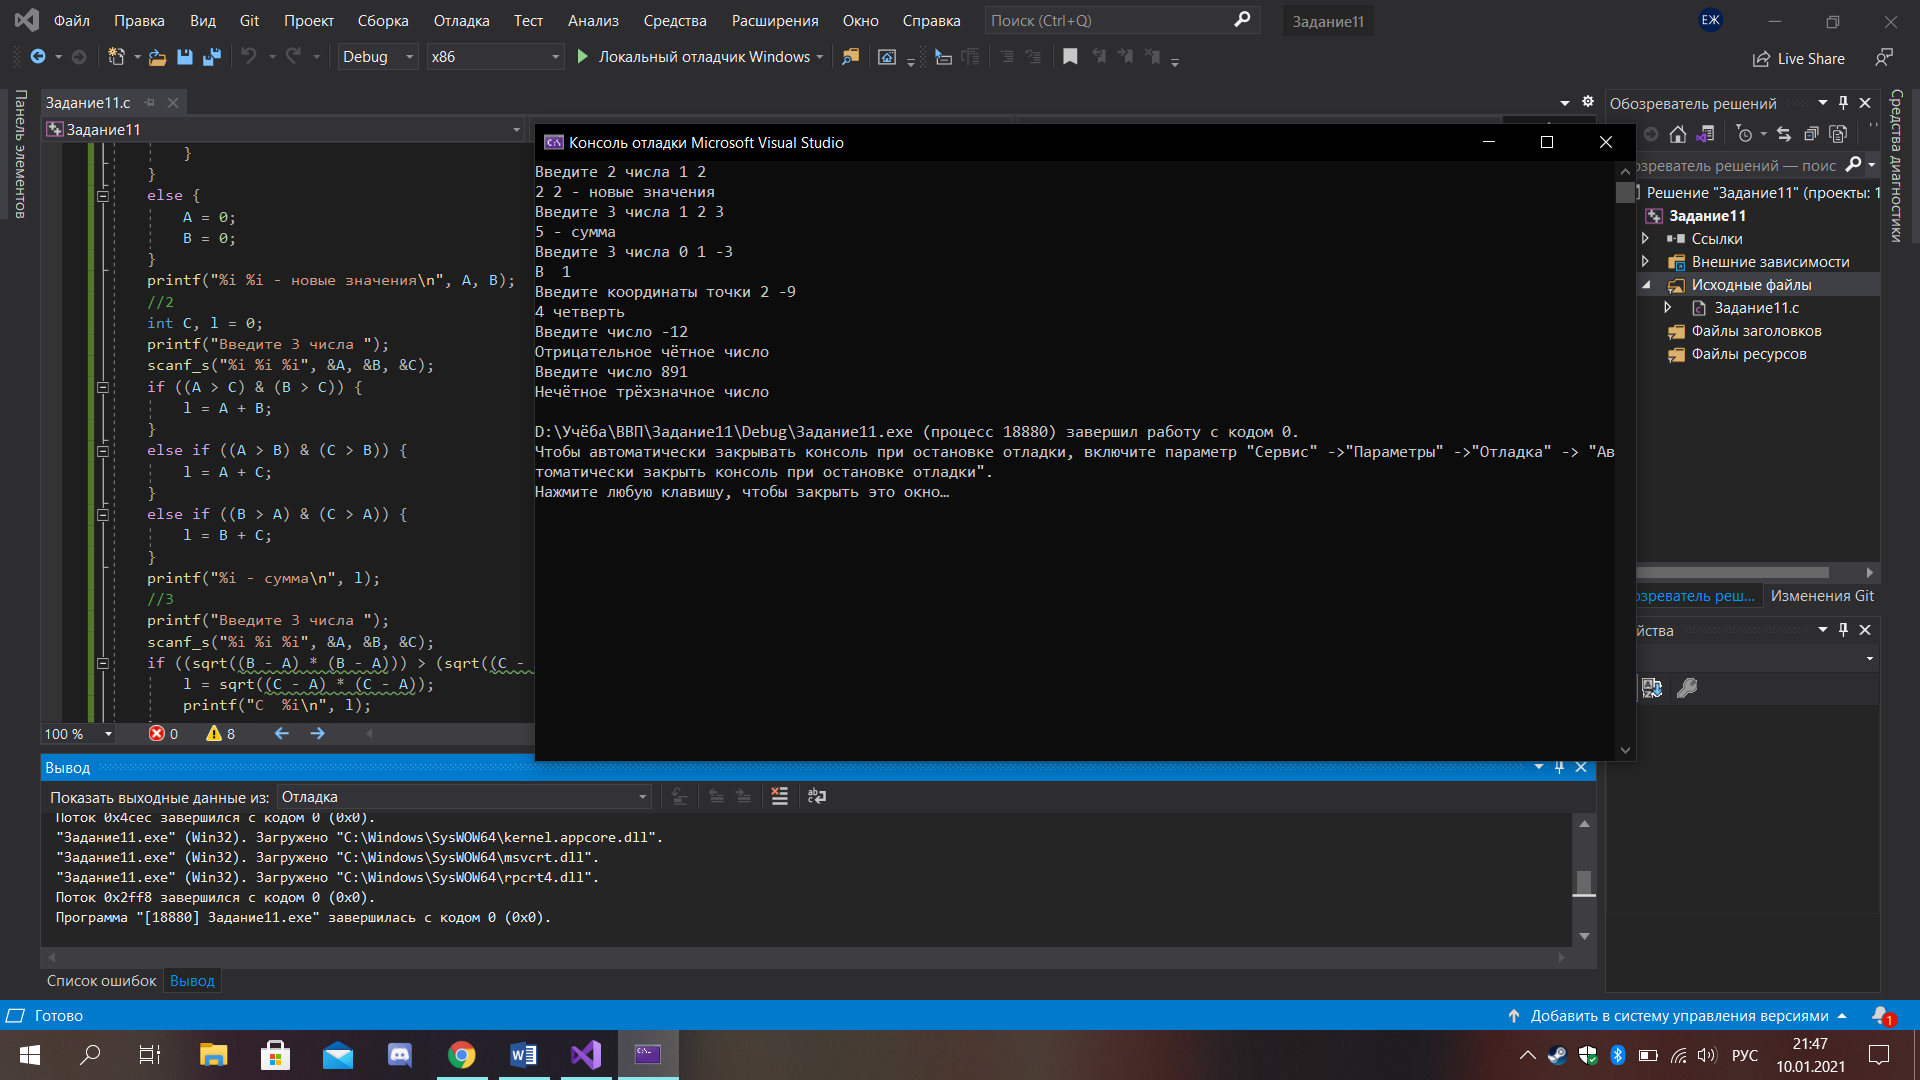 Файл Правка Вид Git Проект Сборка Отладка Тест Анализ Средства Расширения Окно Справка Поиск (Ctrl+Q) Задание11 ЕЖ
Debug x86 Локальный отладчик Windows Live Share
Панель элементов
Задание11.c
Задание11
}
}
else {
A = 0;
B = 0;
}
printf("%i %i - новые значения\n", A, B);
//2
int C, l = 0;
printf("Введите 3 числа ");
scanf_s("%i %i %i", &A, &B, &C);
if ((A > C) & (B > C)) {
l = A + B;
}
else if ((A > B) & (C > B)) {
l = A + C;
}
else if ((B > A) & (C > A)) {
l = B + C;
}
printf("%i - сумма\n", l);
//3
printf("Введите 3 числа ");
scanf_s("%i %i %i", &A, &B, &C);
if ((sqrt((B - A) * (B - A))) > (sqrt((C -
l = sqrt((C - A) * (C - A));
printf("C  %i\n", l);
100 % 0 8
Консоль отладки Microsoft Visual Studio
Введите 2 числа 1 2
2 2 - новые значения
Введите 3 числа 1 2 3
5 - сумма
Введите 3 числа 0 1 -3
B  1
Введите координаты точки 2 -9
4 четверть
Введите число -12
Отрицательное чётное число
Введите число 891
Нечётное трёхзначное число
D:\Учёба\ВВП\Задание11\Debug\Задание11.exe (процесс 18880) завершил работу с кодом 0.
Чтобы автоматически закрывать консоль при остановке отладки, включите параметр "Сервис" ->"Параметры" ->"Отладка" -> "Ав
томатически закрыть консоль при остановке отладки".
Нажмите любую клавишу, чтобы закрыть это окно…
Обозреватель решений
озреватель решений — поис
Решение "Задание11" (проекты: 1
Задание11
Ссылки
Внешние зависимости
Исходные файлы
Задание11.c
Файлы заголовков
Файлы ресурсов
озреватель реш... Изменения Git
йства
Средства диагностики
Вывод
Показать выходные данные из: Отладка
Поток 0x4cec завершился с кодом 0 (0x0).
"Задание11.exe" (Win32). Загружено "C:\Windows\SysWOW64\kernel.appcore.dll".
"Задание11.exe" (Win32). Загружено "C:\Windows\SysWOW64\msvcrt.dll".
"Задание11.exe" (Win32). Загружено "C:\Windows\SysWOW64\rpcrt4.dll".
Поток 0x2ff8 завершился с кодом 0 (0x0).
Программа "[18880] Задание11.exe" завершилась с кодом 0 (0x0).
Список ошибок Вывод
Готово Добавить в систему управления версиями 1
РУС 21:47
10.01.2021